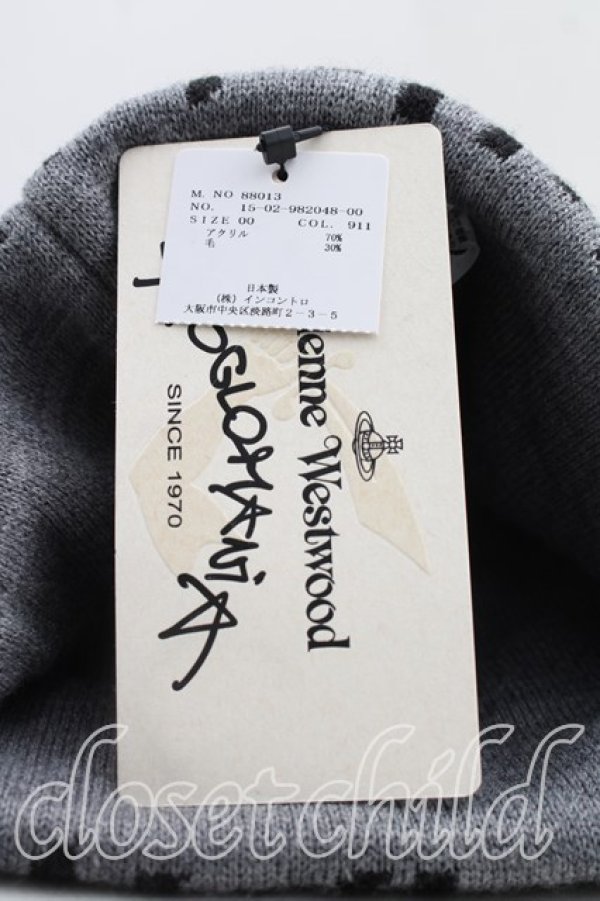 M. NO 88013
NO. 15-02-982048-00
SIZE 00 COL. 911
アクリル 70%
毛 30%
日本製
(株) インコントロ
大阪市中央区淡路町2-3-5
Westwood
SINCE 1970
closet child